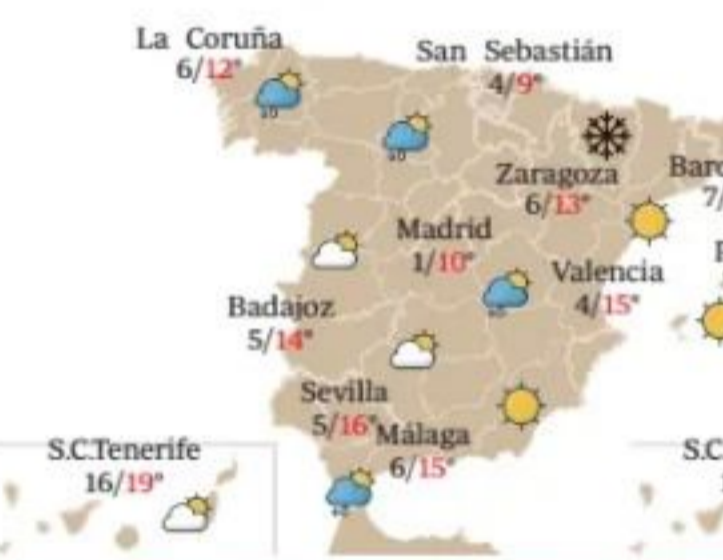 La Coruña
6/12°
San Sebastián
4/9°
Zaragoza
6/13°
7/
Madrid
1/10°
Valencia
4/15°
Badajoz
5/14°
Sevilla
5/16°
Málaga
6/15°
S.C.Tenerife
16/19°
S.C.